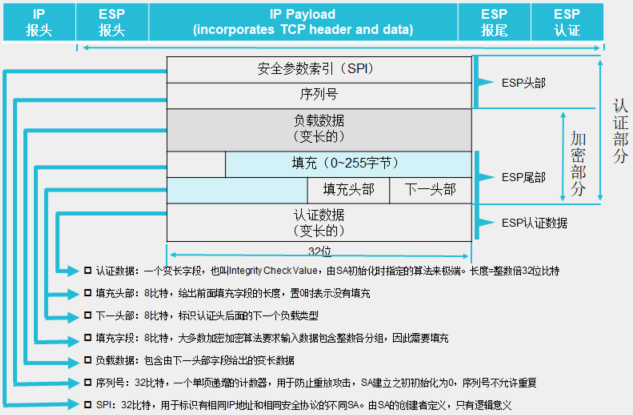 IP
报头
ESP
报头
IP Payload
(incorporates TCP header and data)
ESP
报尾
ESP
认证
安全参数索引（SPI）
序列号
负载数据
（变长的）
填充（0~255字节）
填充头部
下一头部
认证数据
（变长的）
32位
ESP头部
ESP尾部
ESP认证数据
加密部分
认证部分
认证数据：一个变长字段，也叫Integrity Check Value，由SA初始化时指定的算法来极端。长度=整数倍32位比特
填充头部：8比特，给出前面填充字段的长度，置0时表示没有填充
下一头部：8比特，标识认证头后面的下一个负载类型
填充字段：8比特，大多数加密加密算法要求输入数据包含整数各分组，因此需要填充
负载数据：包含由下一头部字段给出的变长数据
序列号：32比特，一个单项递增的计数器，用于防止重放攻击，SA建立之初初始化为0，序列号不允许重复
SPI：32比特，用于标识有相同IP地址和相同安全协议的不同SA。由SA的创建者定义，只有逻辑意义